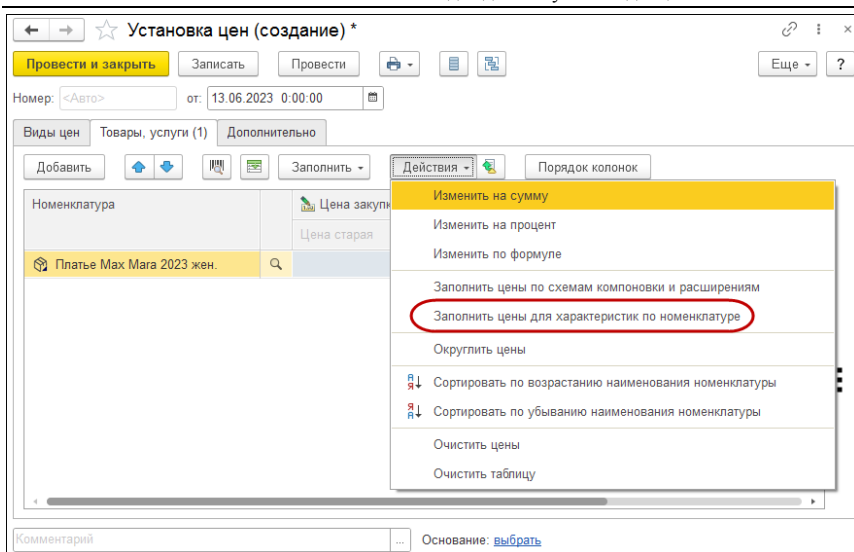 Установка цен (создание) *
Провести и закрыть Записать Провести Еще ?
Номер: <Авто> от: 13.06.2023 0:00:00
Виды цен Товары, услуги (1) Дополнительно
Добавить Заполнить Действия Порядок колонок
Номенклатура Цена закупк
Цена старая
Платье Max Mara 2023 жен.
Изменить на сумму
Изменить на процент
Изменить по формуле
Заполнить цены по схемам компоновки и расширениям
Заполнить цены для характеристик по номенклатуре
Округлить цены
Сортировать по возрастанию наименования номенклатуры
Сортировать по убыванию наименования номенклатуры
Очистить цены
Очистить таблицу
Комментарий ... Основание: выбрать